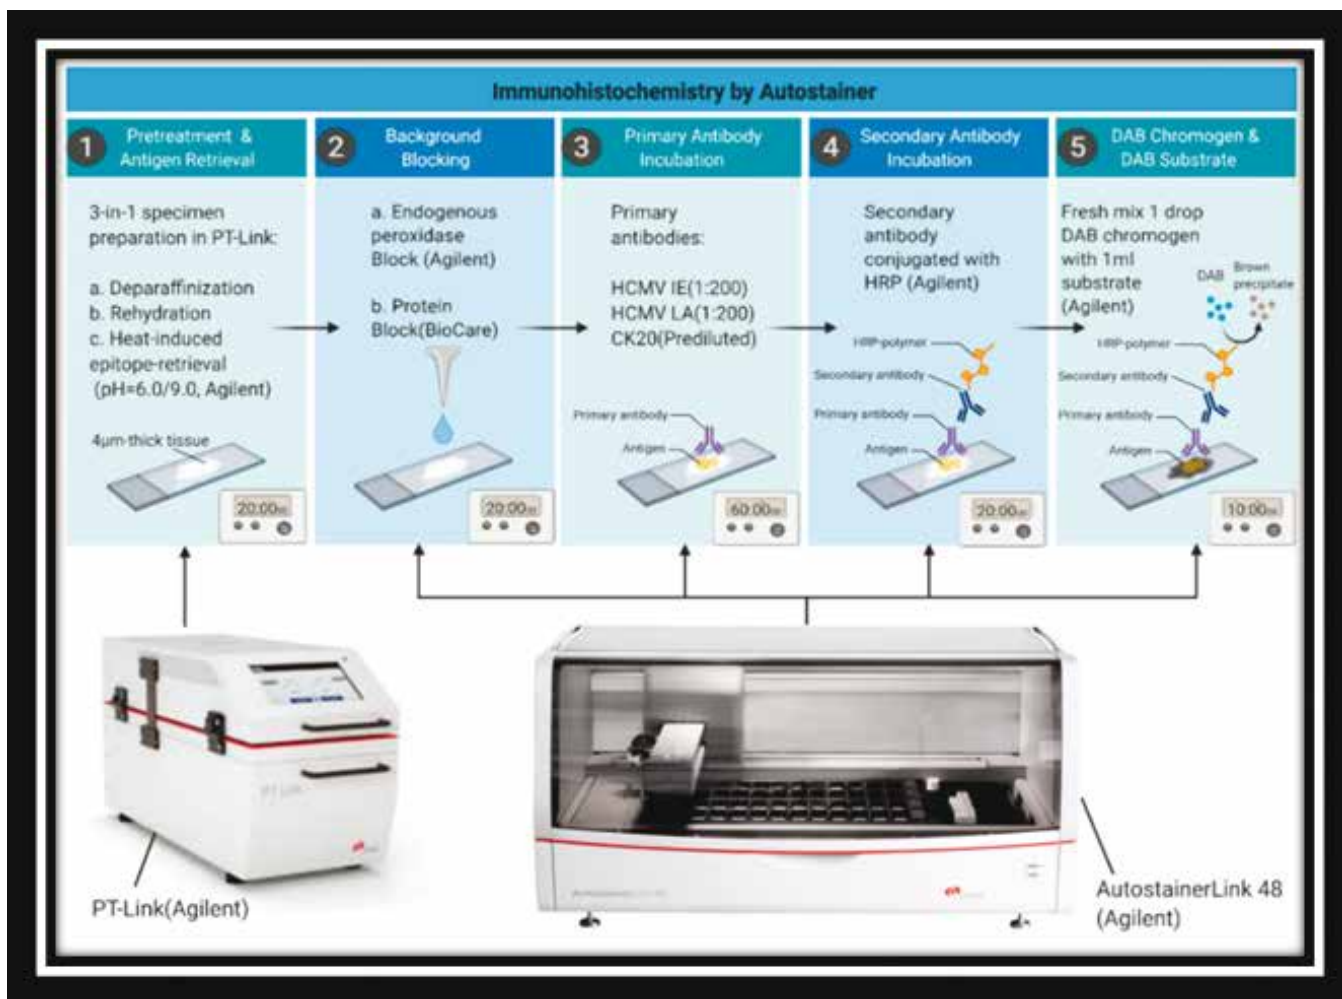 Immunohistochemistry by Autostainer
1
Pretreatment &
Antigen Retrieval
3-in-1 specimen
preparation in PT-Link:
a. Deparaffinization
b. Rehydration
c. Heat-induced
epitope-retrieval
(pH=6.0/9.0, Agilent)
4µm-thick tissue
20:00
2
Background
Blocking
a. Endogenous
peroxidase
Block (Agilent)
b. Protein
Block(BioCare)
20:00
3
Primary Antibody
Incubation
Primary
antibodies:
HCMV IE(1:200)
HCMV LA(1:200)
CK20(Prediluted)
Primary antibody
Antigen
60:00
4
Secondary Antibody
Incubation
Secondary
antibody
conjugated with
HRP (Agilent)
HRP-polymer
Secondary antibody
Primary antibody
Antigen
20:00
5
DAB Chromogen &
DAB Substrate
Fresh mix 1 drop
DAB chromogen
with 1ml
substrate
(Agilent)
DAB
Brown
precipitate
HRP-polymer
Secondary antibody
Primary antibody
Antigen
10:00
PT-Link
PT-Link(Agilent)
AutostainerLink 48
(Agilent)